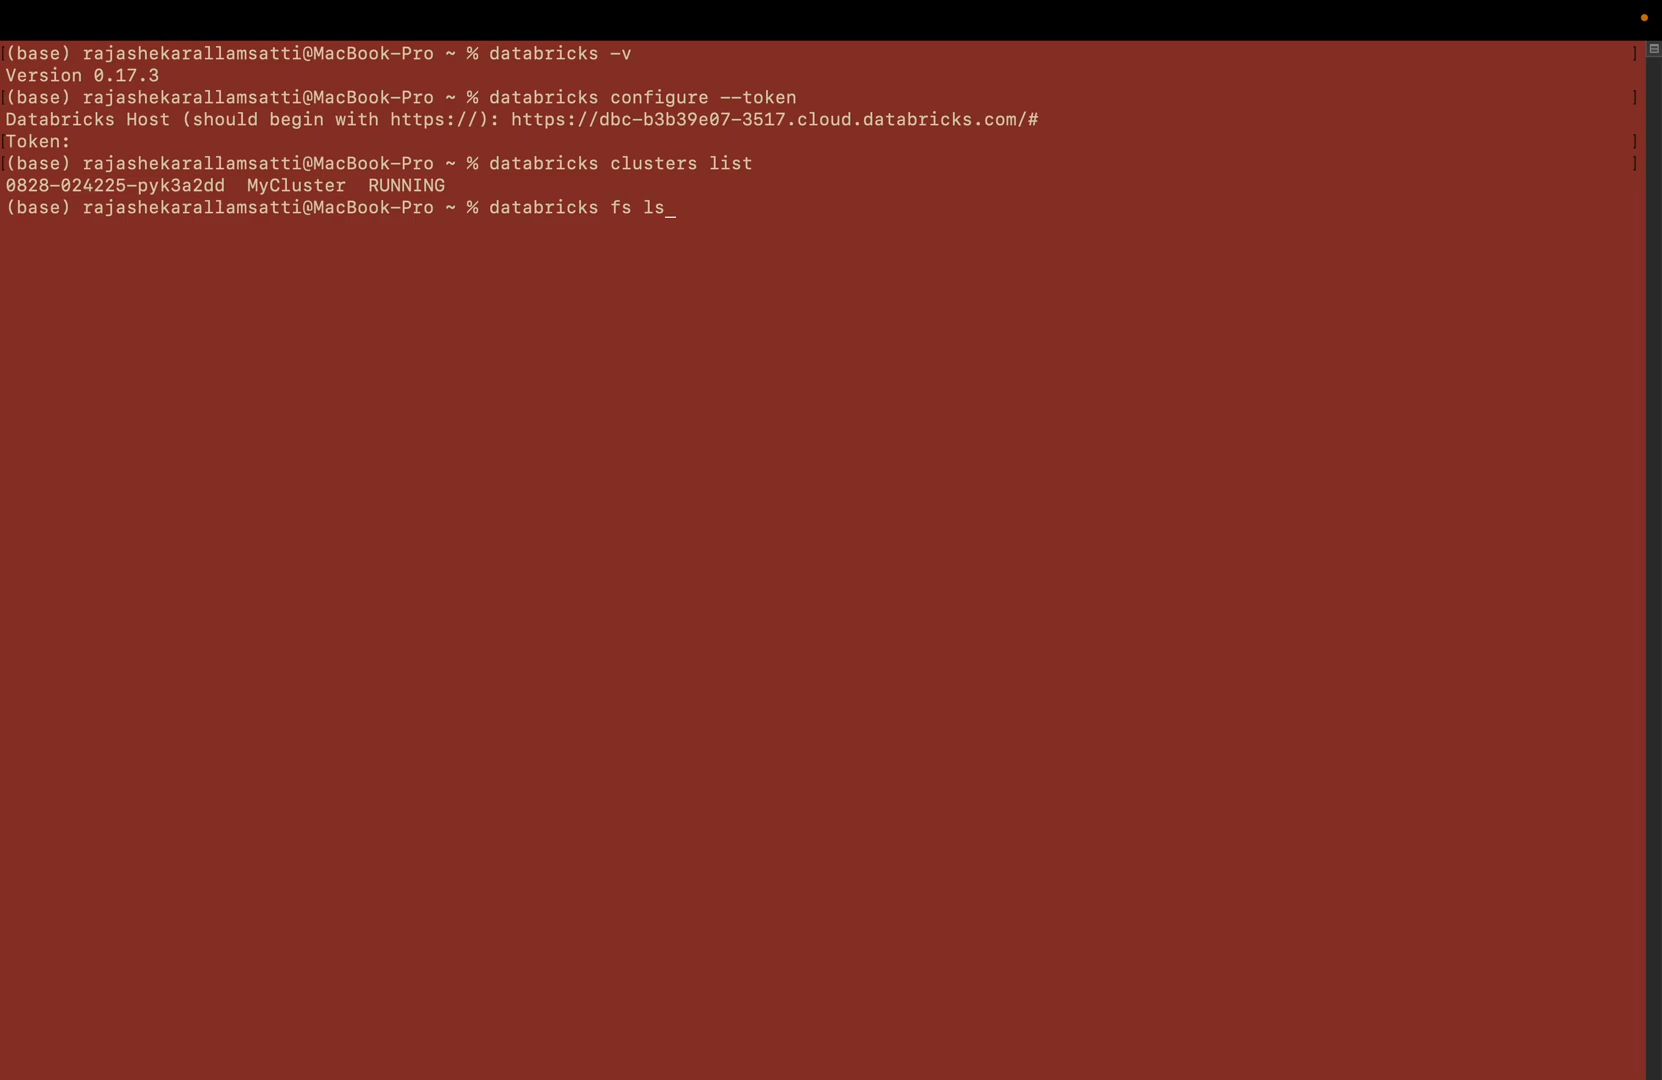 (base) rajashekarallamsatti@MacBook-Pro ~ % databricks -v
Version 0.17.3
(base) rajashekarallamsatti@MacBook-Pro ~ % databricks configure --token
Databricks Host (should begin with https://): https://dbc-b3b39e07-3517.cloud.databricks.com/#
Token:
(base) rajashekarallamsatti@MacBook-Pro ~ % databricks clusters list
0828-024225-pyk3a2dd  MyCluster  RUNNING
(base) rajashekarallamsatti@MacBook-Pro ~ % databricks fs ls_